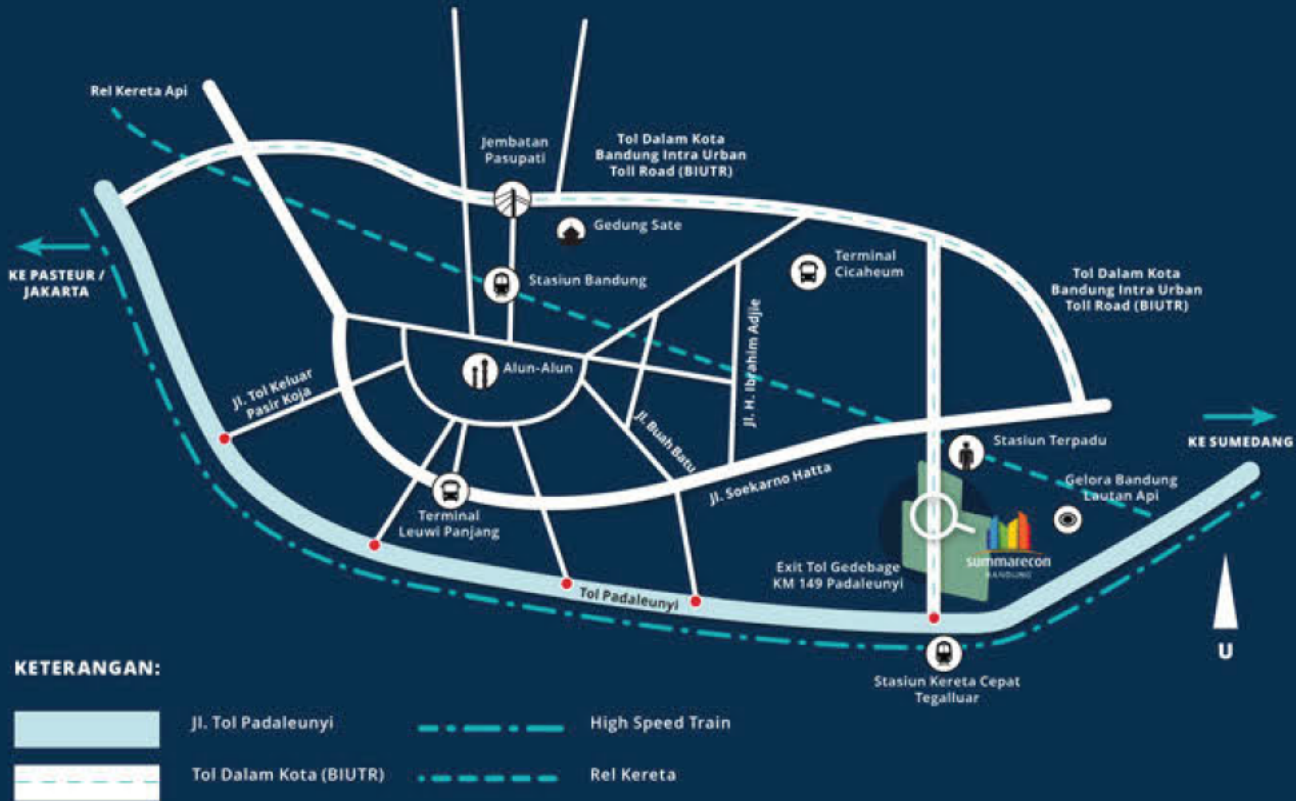 Rel Kereta Api
Jembatan
Pasupati
Tol Dalam Kota
Bandung Intra Urban
Toll Road (BIUTR)
Gedung Sate
KE PASTEUR /
JAKARTA
Stasiun Bandung
Terminal
Cicaheum
Tol Dalam Kota
Bandung Intra Urban
Toll Road (BIUTR)
Jl. H. Ibrahim Adjie
Alun-Alun
Jl. Tol Keluar
Pasir Koja
Jl. Buah Batu
Jl. Soekarno Hatta
Stasiun Terpadu
KE SUMEDANG
Gelora Bandung
Lautan Api
Terminal
Leuwi Panjang
summarecon
BANDUNG
Exit Tol Gedebage
KM 149 Padaleunyi
Tol Padaleunyi
Stasiun Kereta Cepat
Tegalluar
U
KETERANGAN:
Jl. Tol Padaleunyi
High Speed Train
Tol Dalam Kota (BIUTR)
Rel Kereta